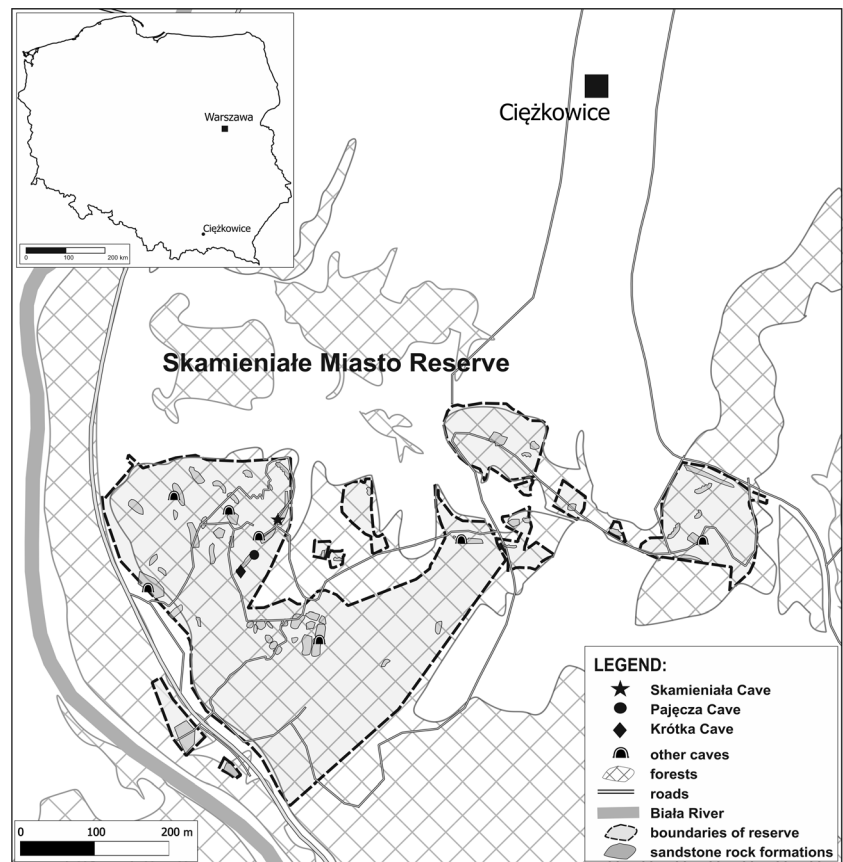 Warszawa
Ciężkowice
0 100 200 km
Ciężkowice
Skamieniałe Miasto Reserve
LEGEND:
Skamieniała Cave
Pajęcza Cave
Krótka Cave
other caves
forests
roads
Biała River
boundaries of reserve
sandstone rock formations
0 100 200 m